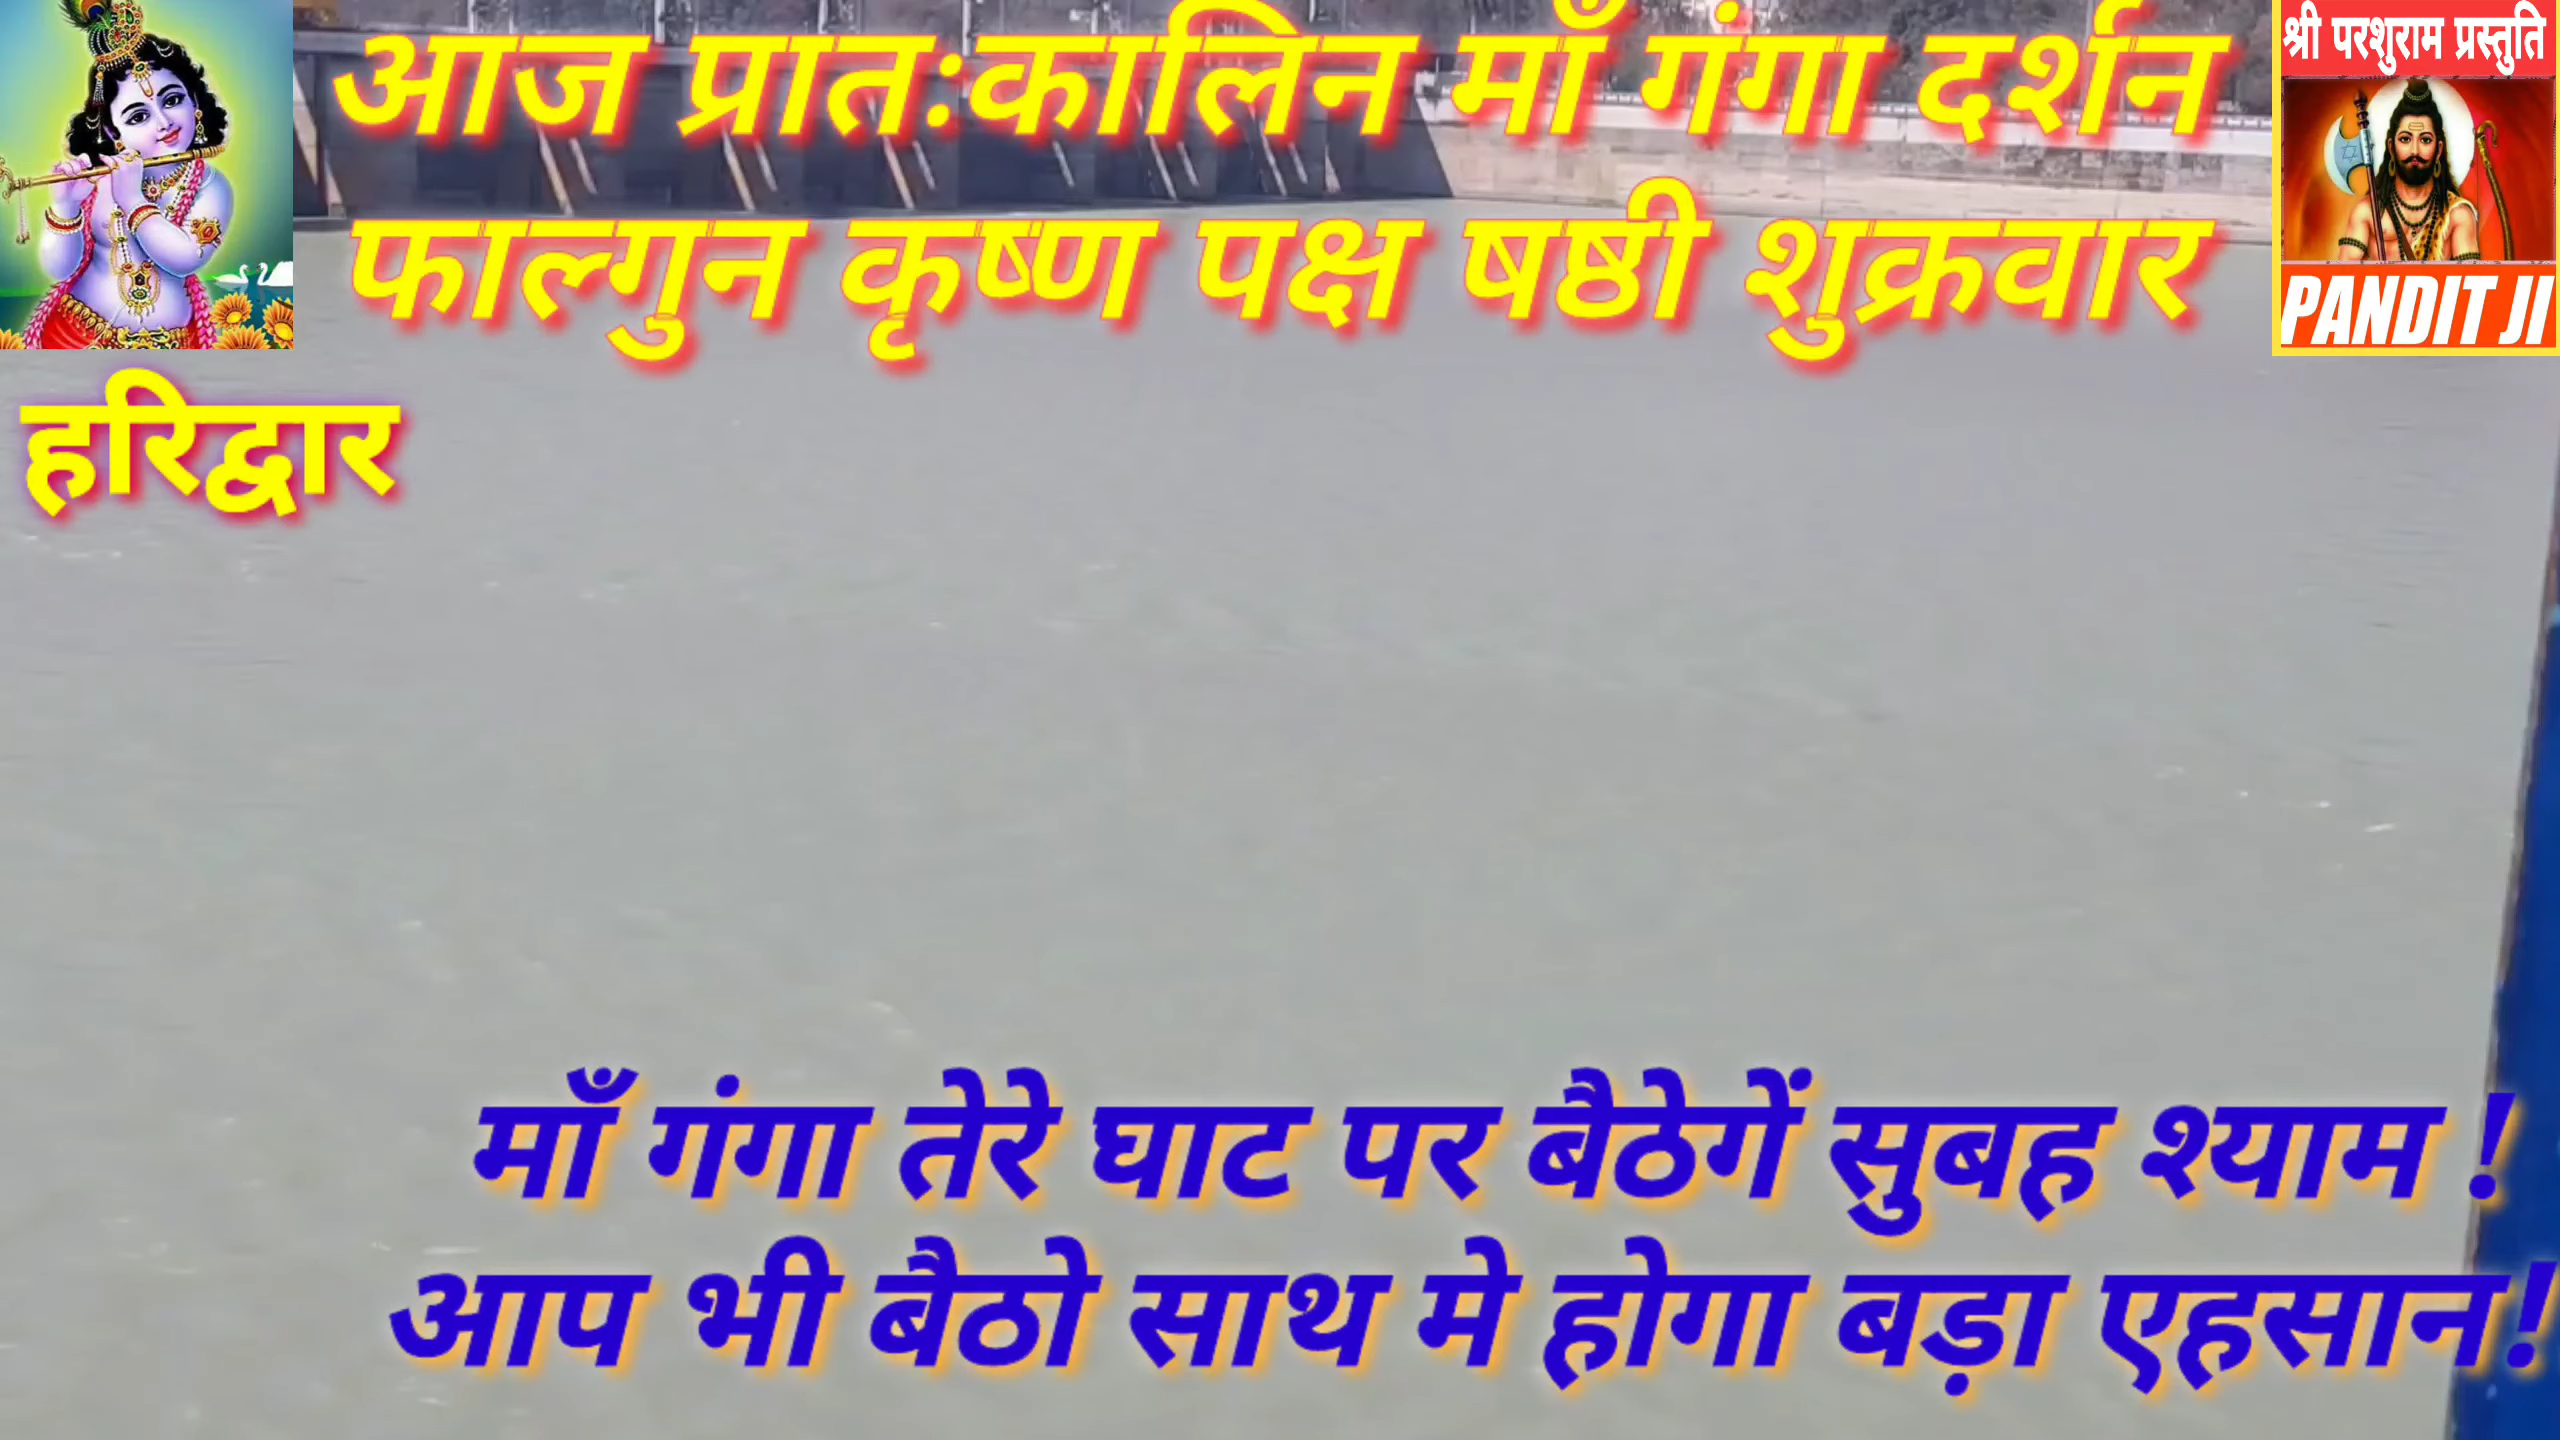 आज प्रात:कालिन माँ गंगा दर्शन
फाल्गुन कृष्ण पक्ष षष्ठी शुक्रवार
श्री परशुराम प्रस्तुति
PANDIT JI
हरिद्वार
माँ गंगा तेरे घाट पर बैठेगें सुबह श्याम !
आप भी बैठो साथ मे होगा बड़ा एहसान!